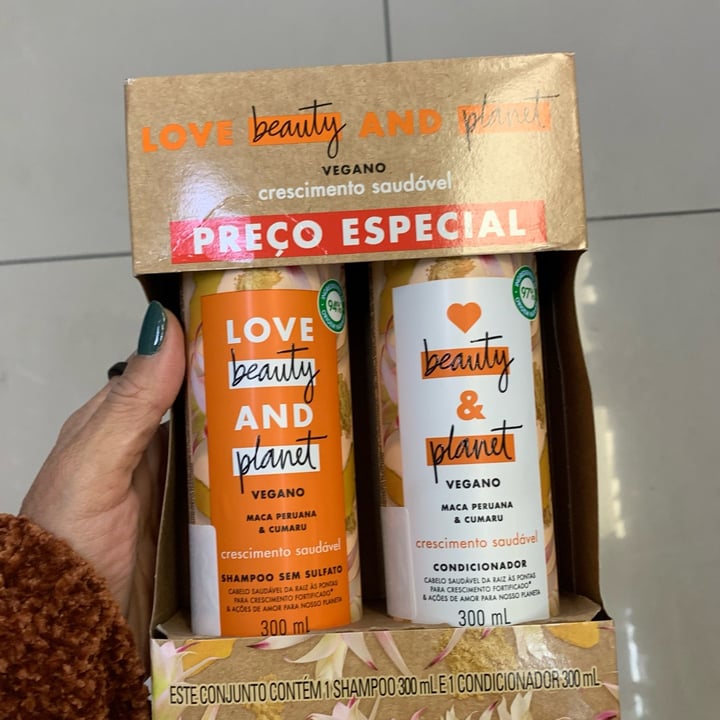 LOVE beauty AND planet
VEGANO
crescimento saudável
PREÇO ESPECIAL
94%
LOVE
beauty
AND
planet
VEGANO
MACA PERUANA
& CUMARU
crescimento saudável
SHAMPOO SEM SULFATO
CABELO SAUDÁVEL DA RAIZ ÀS PONTAS
PARA CRESCIMENTO FORTIFICADO*
& AÇÕES DE AMOR PARA NOSSO PLANETA
300 mL
97%
beauty
&
planet
VEGANO
MACA PERUANA
& CUMARU
crescimento saudável
CONDICIONADOR
CABELO SAUDÁVEL DA RAIZ ÀS PONTAS
PARA CRESCIMENTO FORTIFICADO*
& AÇÕES DE AMOR PARA NOSSO PLANETA
300 mL
ESTE CONJUNTO CONTÉM 1 SHAMPOO 300 mL E 1 CONDICIONADOR 300 mL